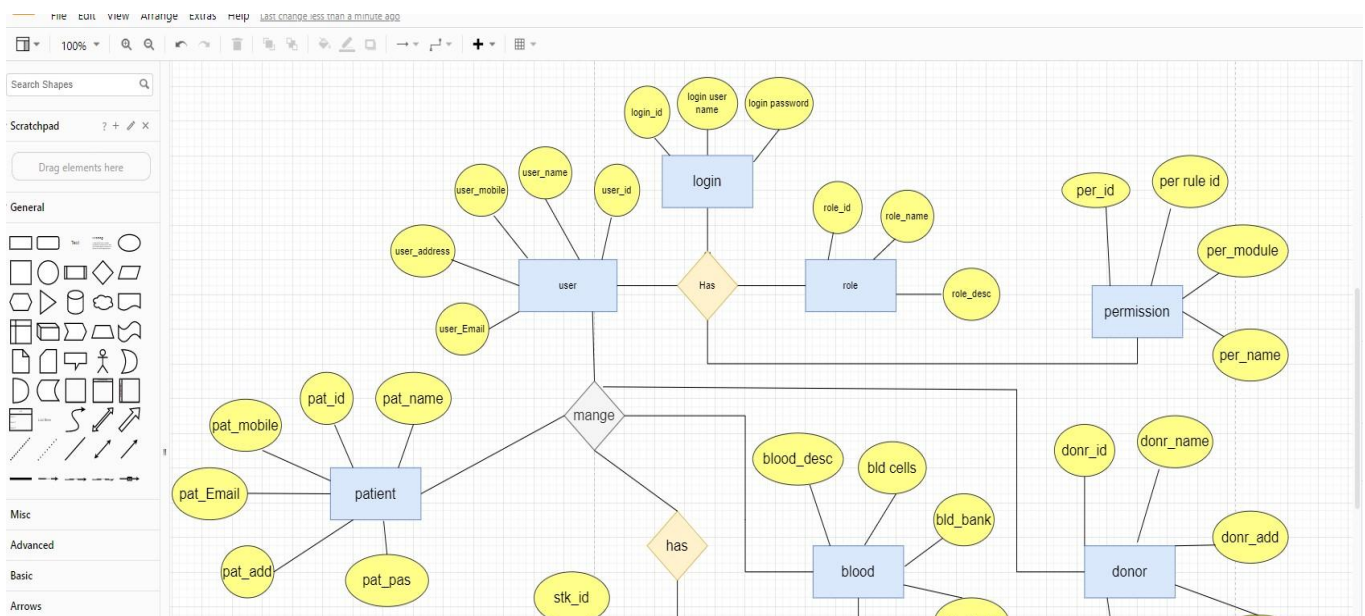 File Edit View Arrange Extras Help Last change less than a minute ago
100%
Search Shapes
Scratchpad
Drag elements here
General
Misc
Advanced
Basic
Arrows
login_id
login user
name
login password
login
user_mobile
user_name
user_id
user_address
user_Email
user
Has
role_id
role_name
role_desc
role
per_id
per rule id
per_module
per_name
permission
mange
pat_id
pat_name
pat_mobile
pat_Email
pat_add
pat_pas
patient
has
stk_id
blood_desc
bld cells
bld_bank
blood
donr_id
donr_name
donr_add
donor